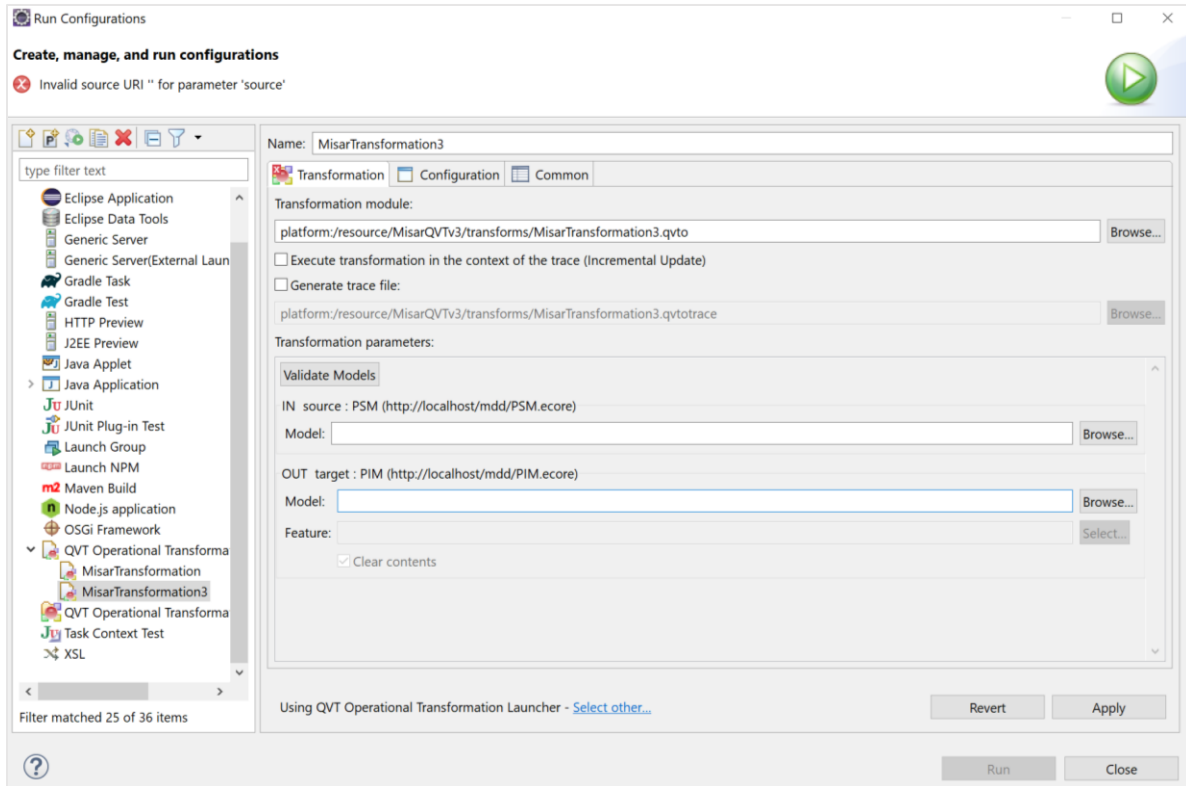 Run Configurations
Create, manage, and run configurations
Invalid source URI '' for parameter 'source'
type filter text
Eclipse Application
Eclipse Data Tools
Generic Server
Generic Server(External Laun
Gradle Task
Gradle Test
HTTP Preview
J2EE Preview
Java Applet
Java Application
JUnit
JUnit Plug-in Test
Launch Group
Launch NPM
Maven Build
Node.js application
OSGi Framework
QVT Operational Transforma
MisarTransformation
MisarTransformation3
QVT Operational Transforma
Task Context Test
XSL
Filter matched 25 of 36 items
Name: MisarTransformation3
Transformation Configuration Common
Transformation module:
platform:/resource/MisarQVTv3/transforms/MisarTransformation3.qvto Browse...
Execute transformation in the context of the trace (Incremental Update)
Generate trace file:
platform:/resource/MisarQVTv3/transforms/MisarTransformation3.qvtotrace Browse...
Transformation parameters:
Validate Models
IN source : PSM (http://localhost/mdd/PSM.ecore)
Model: Browse...
OUT target : PIM (http://localhost/mdd/PIM.ecore)
Model: Browse...
Feature: Select...
Clear contents
Using QVT Operational Transformation Launcher - Select other... Revert Apply
Run Close